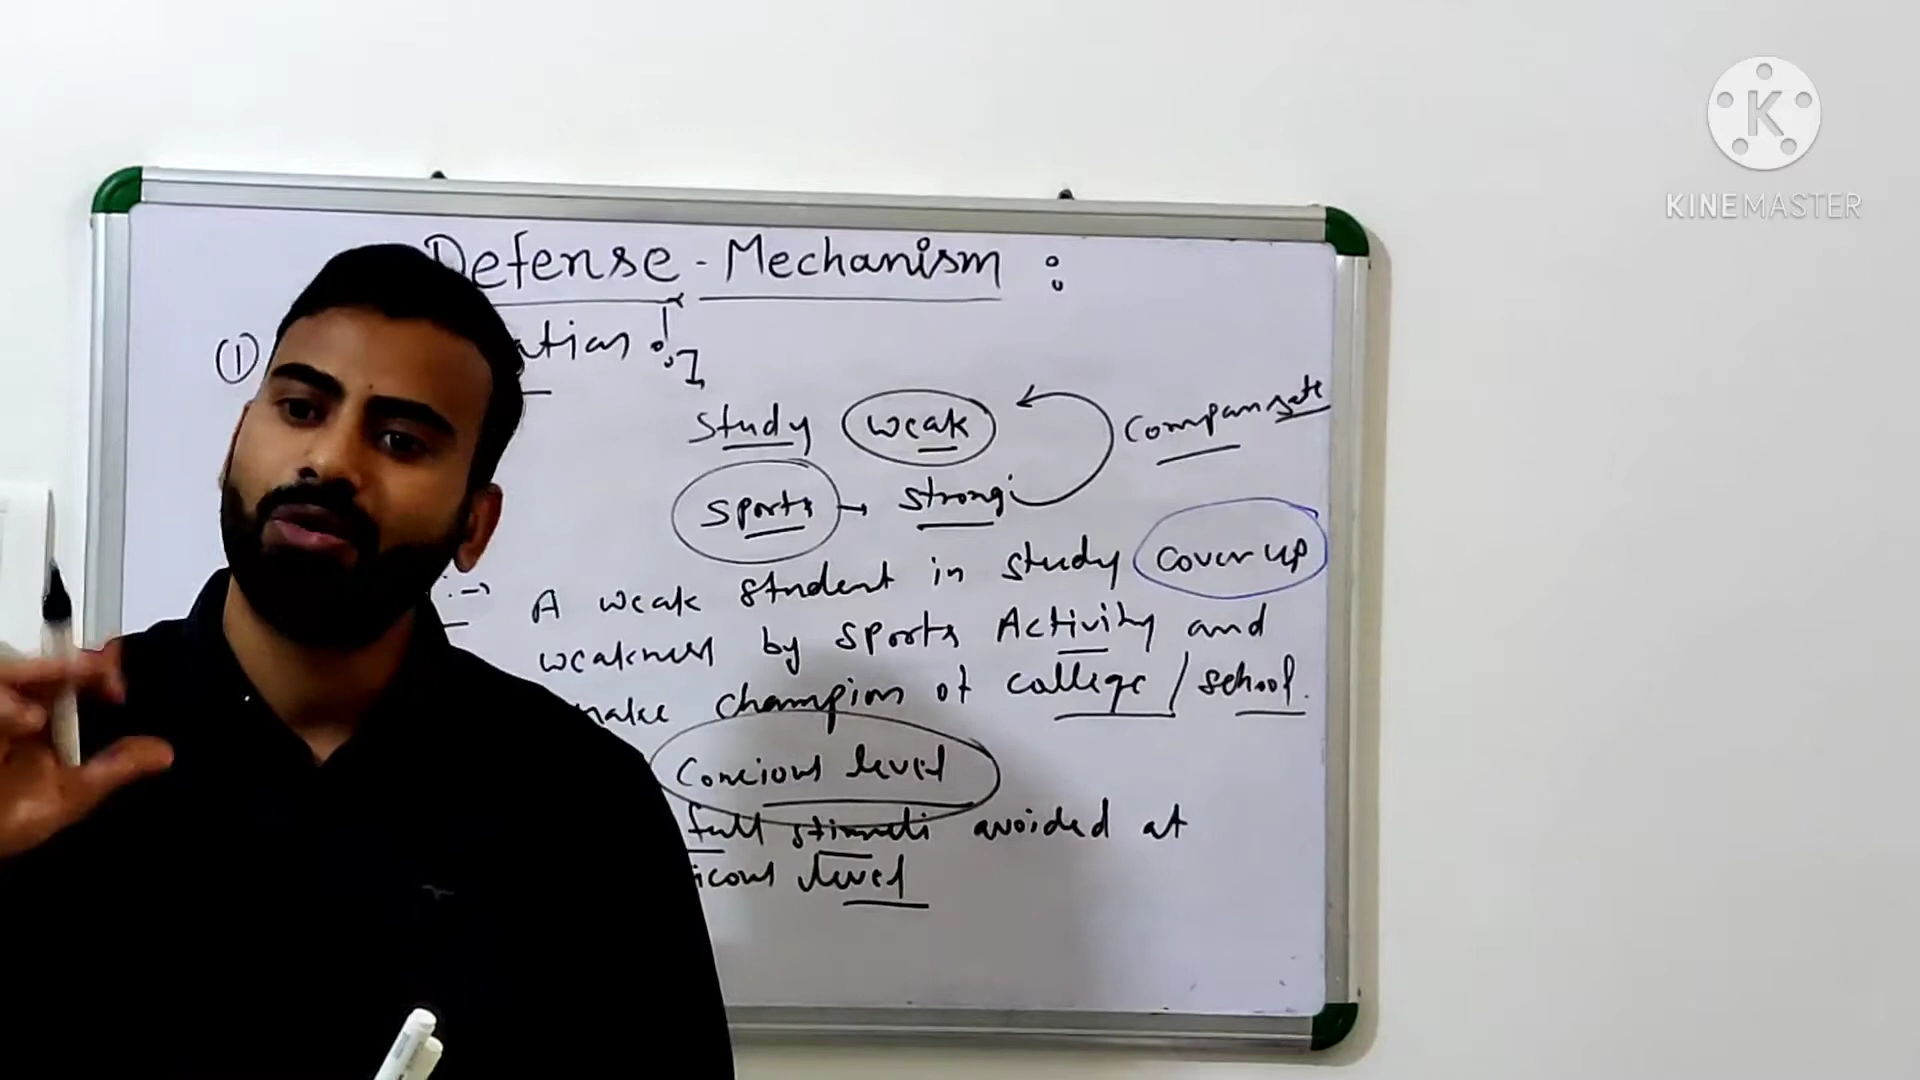 KINEMASTER
Defense - Mechanism :
① ation :
Study weak
Compansate
Sports → strong
:→ A weak student in study cover up
weakness by sports Activity and
make champion of college / school.
Concious level
full stimuli avoided at
level